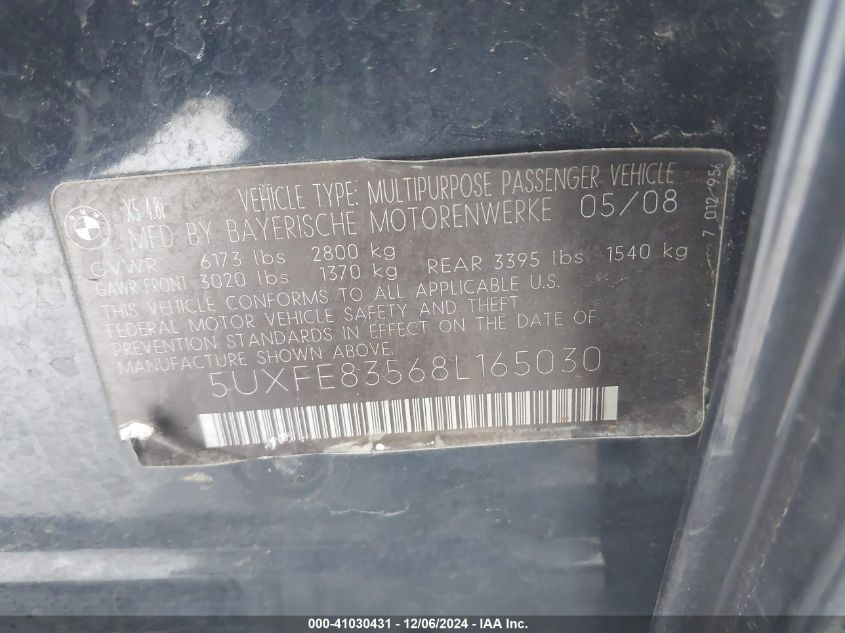 X5 4.8i VEHICLE TYPE: MULTIPURPOSE PASSENGER VEHICLE
MFD BY BAYERISCHE MOTORENWERKE 05/08
GVWR 6173 lbs 2800 kg
GAWR FRONT 3020 lbs 1370 kg REAR 3395 lbs 1540 kg
THIS VEHICLE CONFORMS TO ALL APPLICABLE U.S.
FEDERAL MOTOR VEHICLE SAFETY AND THEFT
PREVENTION STANDARDS IN EFFECT ON THE DATE OF
MANUFACTURE SHOWN ABOVE.
5UXFE83568L165030
BMW
000-41030431 - 12/06/2024 - IAA Inc.